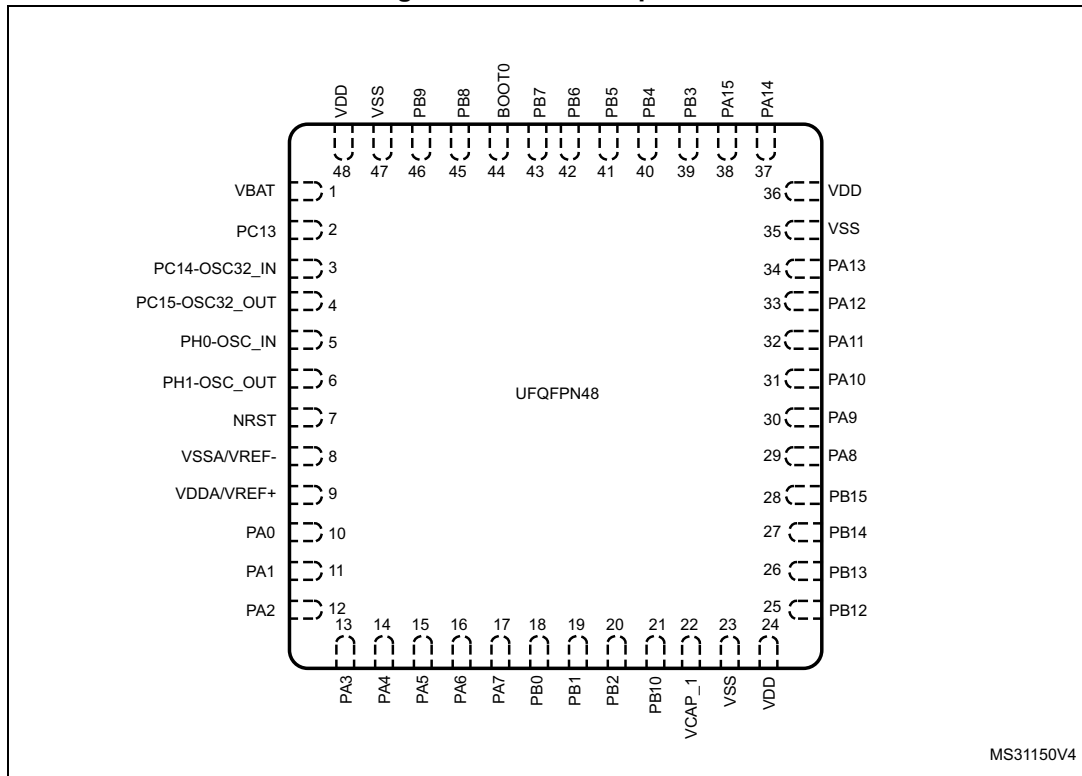 VDD
VSS
PB9
PB8
BOOT0
PB7
PB6
PB5
PB4
PB3
PA15
PA14
48
47
46
45
44
43
42
41
40
39
38
37
VBAT 1
PC13 2
PC14-OSC32_IN 3
PC15-OSC32_OUT 4
PH0-OSC_IN 5
PH1-OSC_OUT 6
NRST 7
VSSA/VREF- 8
VDDA/VREF+ 9
PA0 10
PA1 11
PA2 12
UFQFPN48
36 VDD
35 VSS
34 PA13
33 PA12
32 PA11
31 PA10
30 PA9
29 PA8
28 PB15
27 PB14
26 PB13
25 PB12
13
14
15
16
17
18
19
20
21
22
23
24
PA3
PA4
PA5
PA6
PA7
PB0
PB1
PB2
PB10
VCAP_1
VSS
VDD
MS31150V4